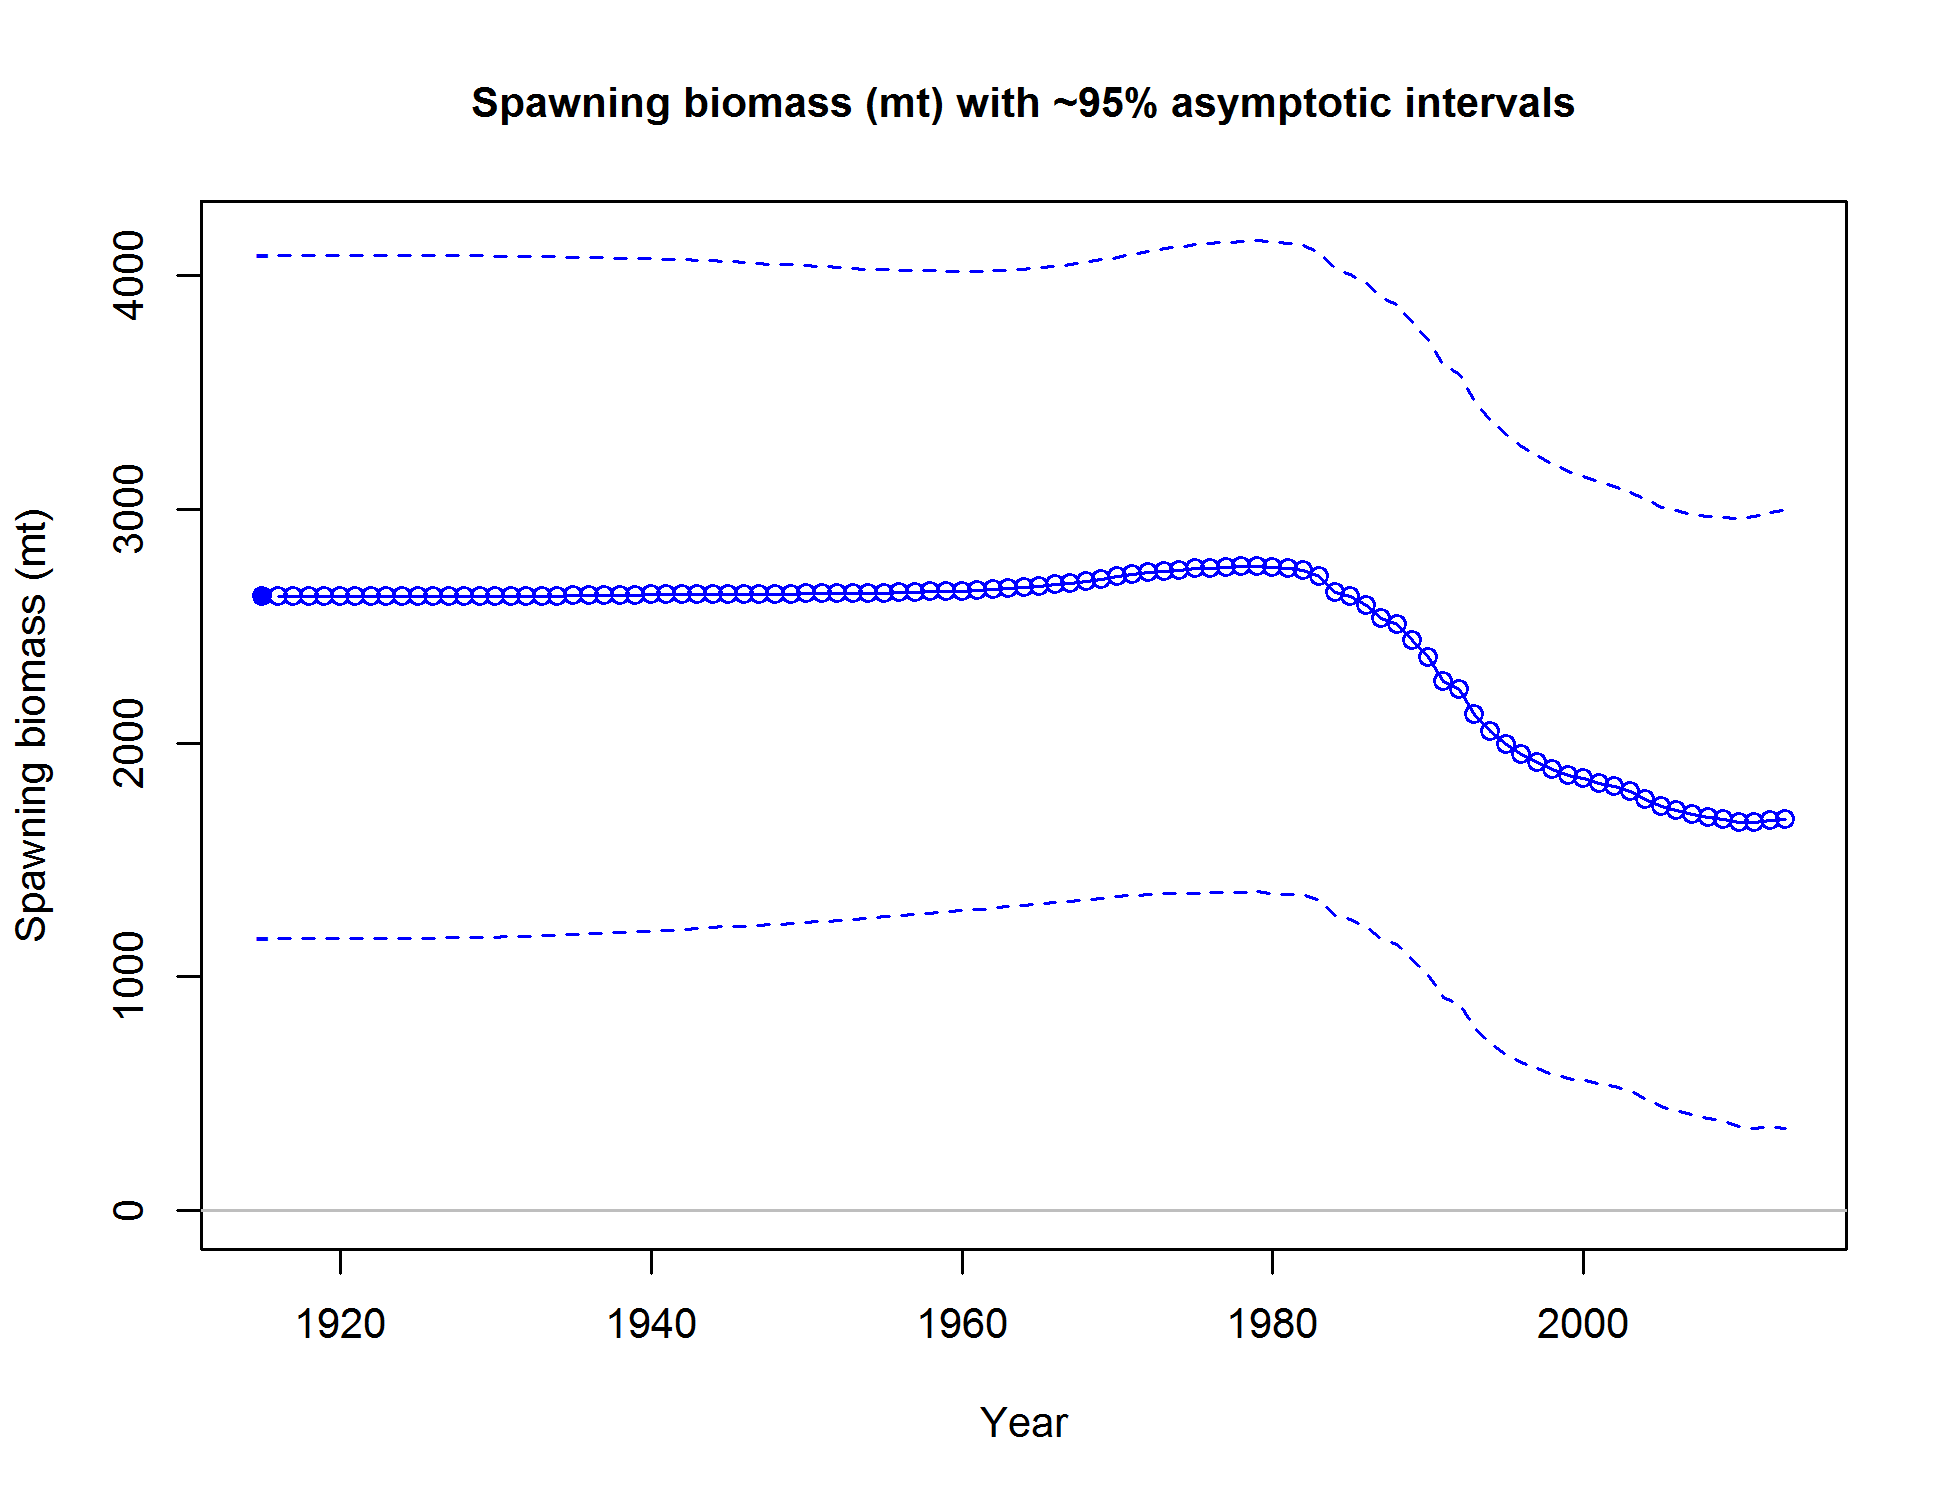 Spawning biomass (mt) with ~95% asymptotic intervals
Spawning biomass (mt)
4000
3000
2000
1000
0
1920 1940 1960 1980 2000
Year